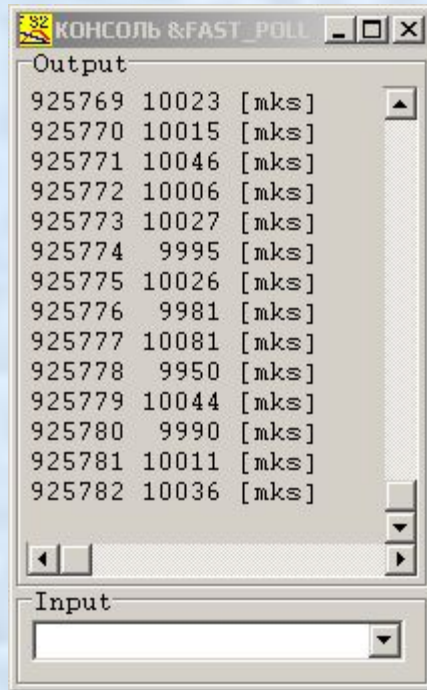 32
КОНСОЛЬ &FAST_POLL
Output
925769 10023 [mks]
925770 10015 [mks]
925771 10046 [mks]
925772 10006 [mks]
925773 10027 [mks]
925774  9995 [mks]
925775 10026 [mks]
925776  9981 [mks]
925777 10081 [mks]
925778  9950 [mks]
925779 10044 [mks]
925780  9990 [mks]
925781 10011 [mks]
925782 10036 [mks]
Input